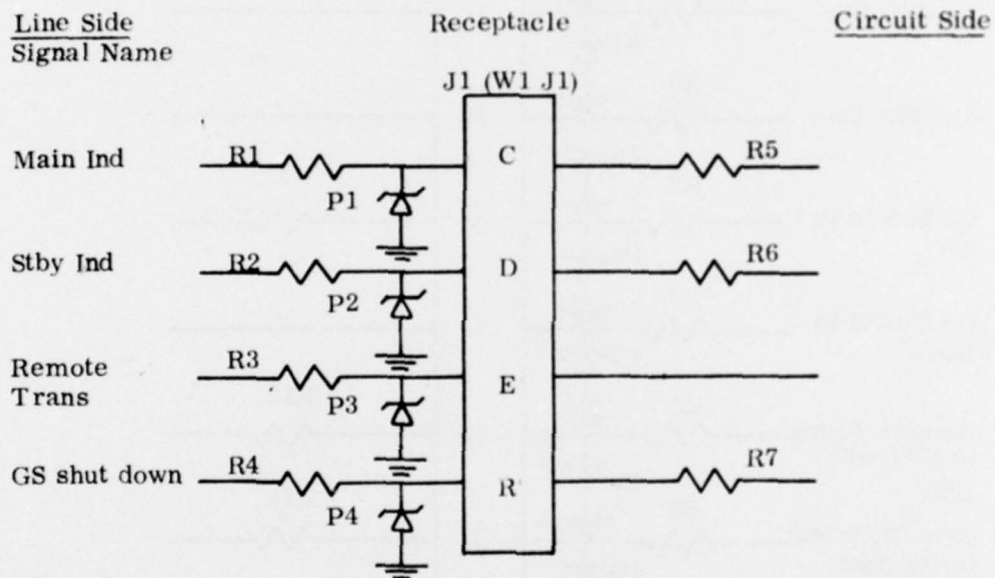 Line Side
Signal Name
Receptacle
Circuit Side
J1 (W1 J1)
Main Ind
R1
C
R5
P1
Stby Ind
R2
D
R6
P2
Remote
Trans
R3
E
P3
GS shut down
R4
R
R7
P4